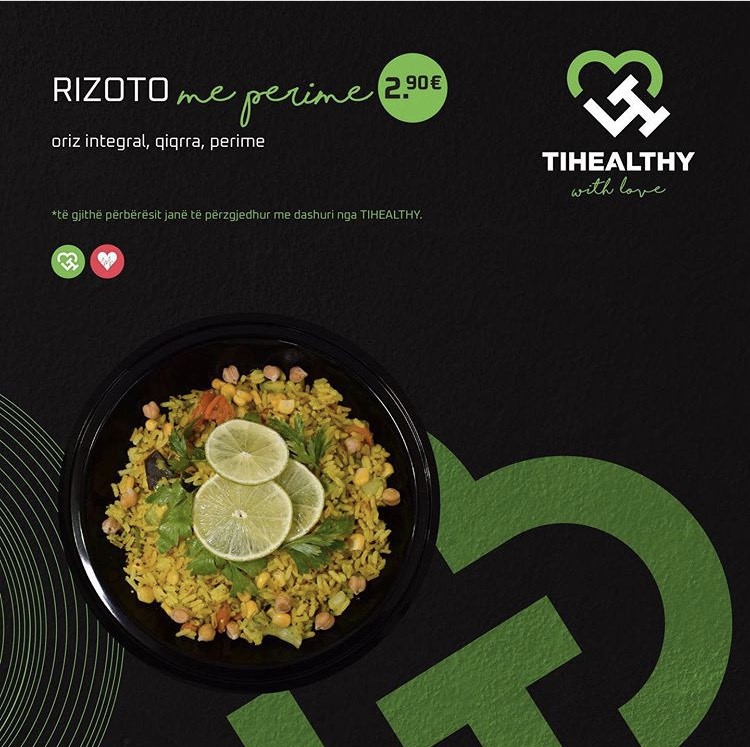 RIZOTO me perime 2.90€
oriz integral, qiqrra, perime
*të gjithë përbërësit janë të përzgjedhur me dashuri nga TIHEALTHY.
TIHEALTHY
with love